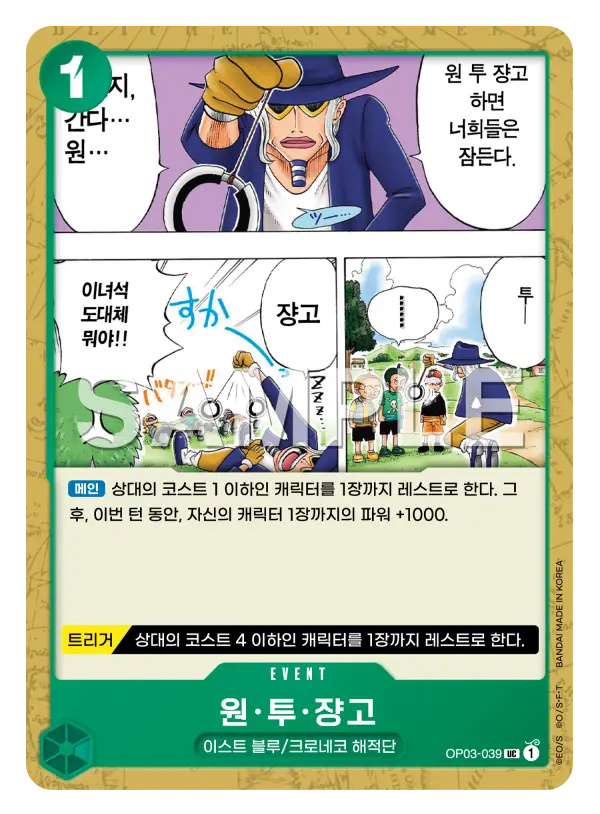 1
지,
간다…
원…
원 투 쟝고
하면
너희들은
잠든다.
ツー…
이녀석
도대체
뭐야!!
すかー
쟝고
バタ…!!
Zzz…
………
투ー
SAMPLE
메인 상대의 코스트 1 이하인 캐릭터를 1장까지 레스트로 한다. 그
후, 이번 턴 동안, 자신의 캐릭터 1장까지의 파워 +1000.
트리거 상대의 코스트 4 이하인 캐릭터를 1장까지 레스트로 한다.
EVENT
원·투·쟝고
이스트 블루/크로네코 해적단
OP03-039 UC 1
©E.O/S ©O/S·F·T BANDAI MADE IN KOREA